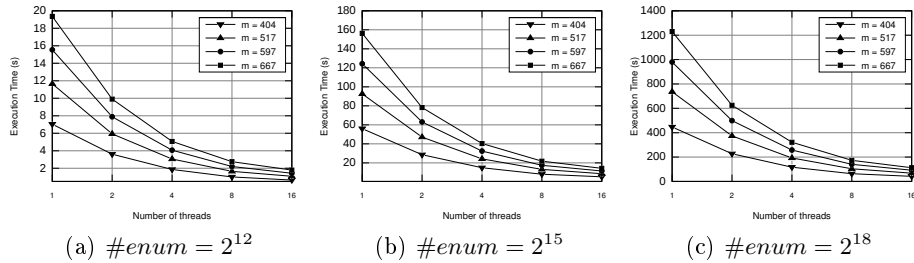 20
18
16
14
12
10
8
6
4
2
Execution Time (s)
1 2 4 8 16
Number of threads
m = 404
m = 517
m = 597
m = 667
(a) #enum = 2^12
180
160
140
120
100
80
60
40
20
Execution Time (s)
1 2 4 8 16
Number of threads
m = 404
m = 517
m = 597
m = 667
(b) #enum = 2^15
1400
1200
1000
800
600
400
200
0
Execution Time (s)
1 2 4 8 16
Number of threads
m = 404
m = 517
m = 597
m = 667
(c) #enum = 2^18